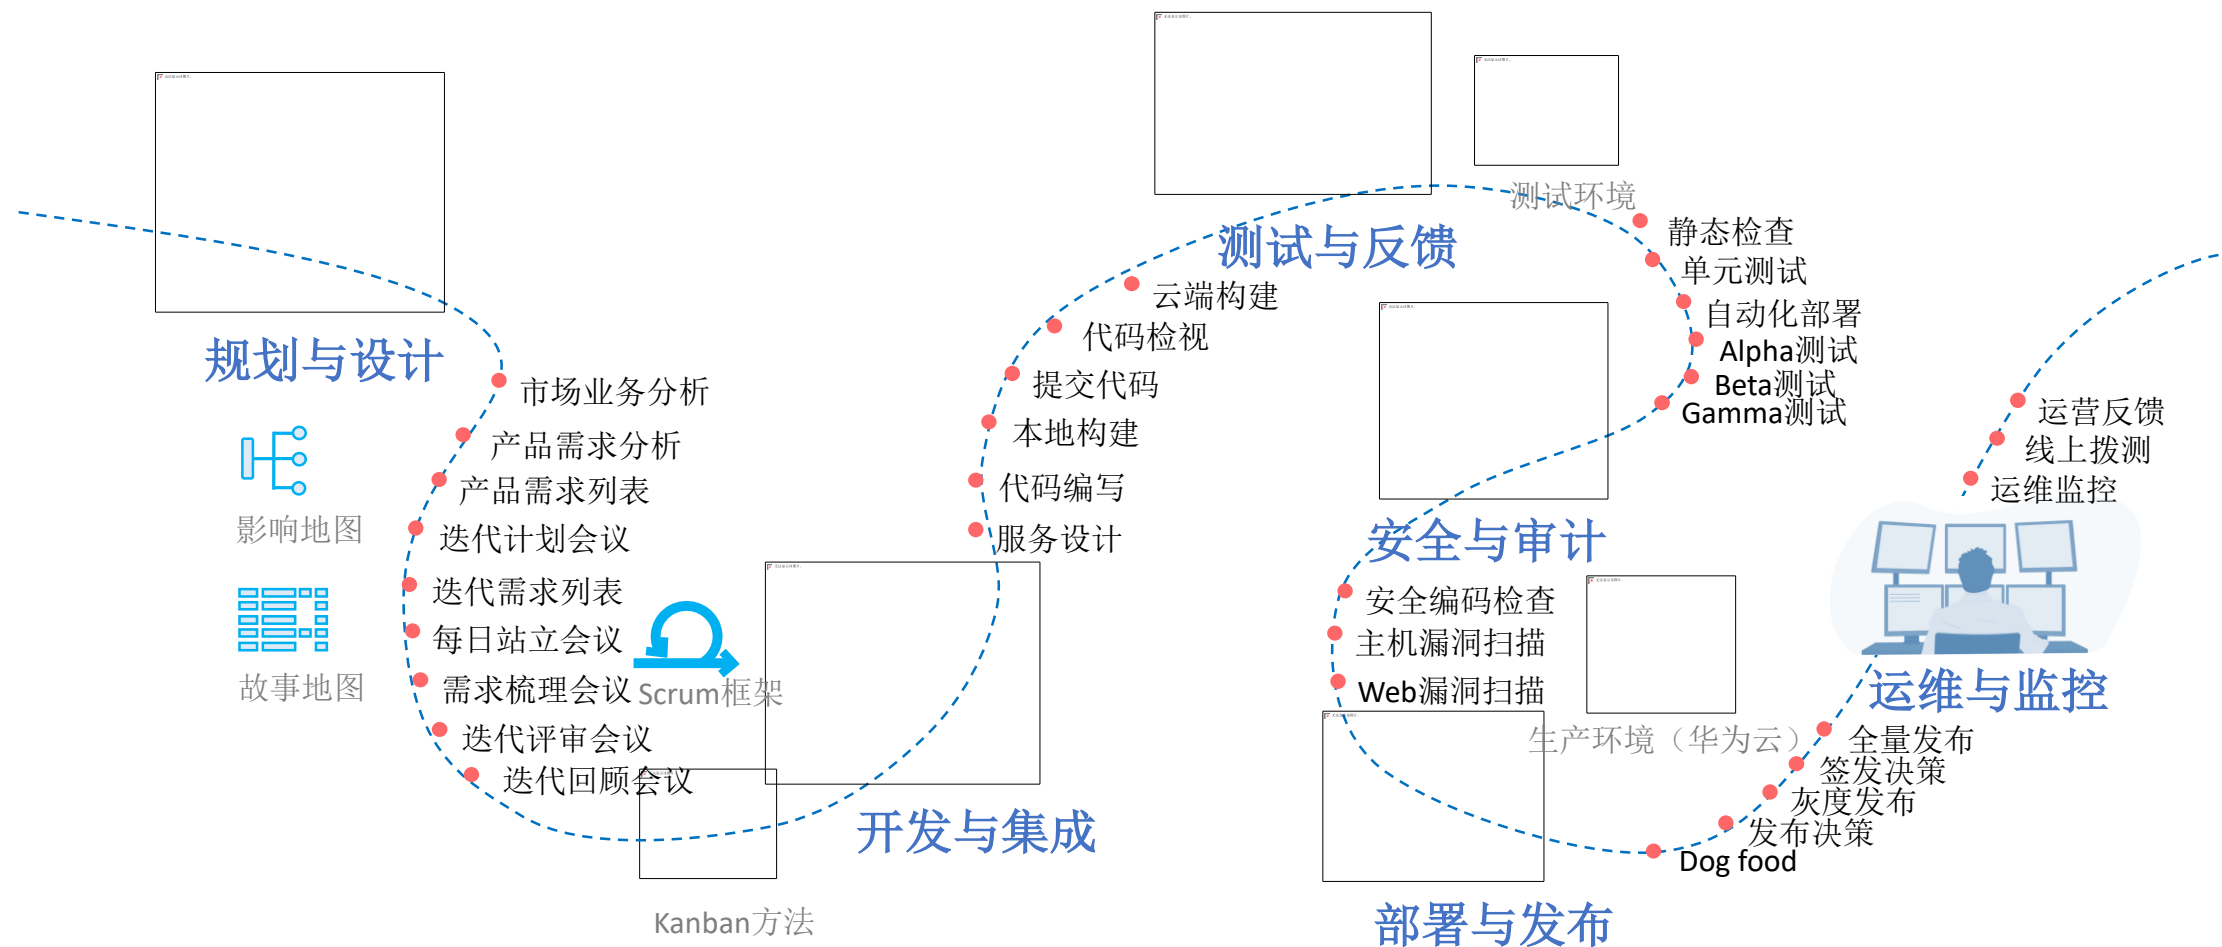 规划与设计
影响地图
故事地图
市场业务分析
产品需求分析
产品需求列表
迭代计划会议
迭代需求列表
每日站立会议
需求梳理会议
迭代评审会议
迭代回顾会议
Scrum框架
Kanban方法
开发与集成
服务设计
代码编写
本地构建
提交代码
代码检视
云端构建
测试与反馈
测试环境
静态检查
单元测试
自动化部署
Alpha测试
Beta测试
Gamma测试
安全与审计
安全编码检查
主机漏洞扫描
Web漏洞扫描
生产环境（华为云）
部署与发布
Dog food
发布决策
灰度发布
签发决策
全量发布
运维与监控
运维监控
线上拨测
运营反馈